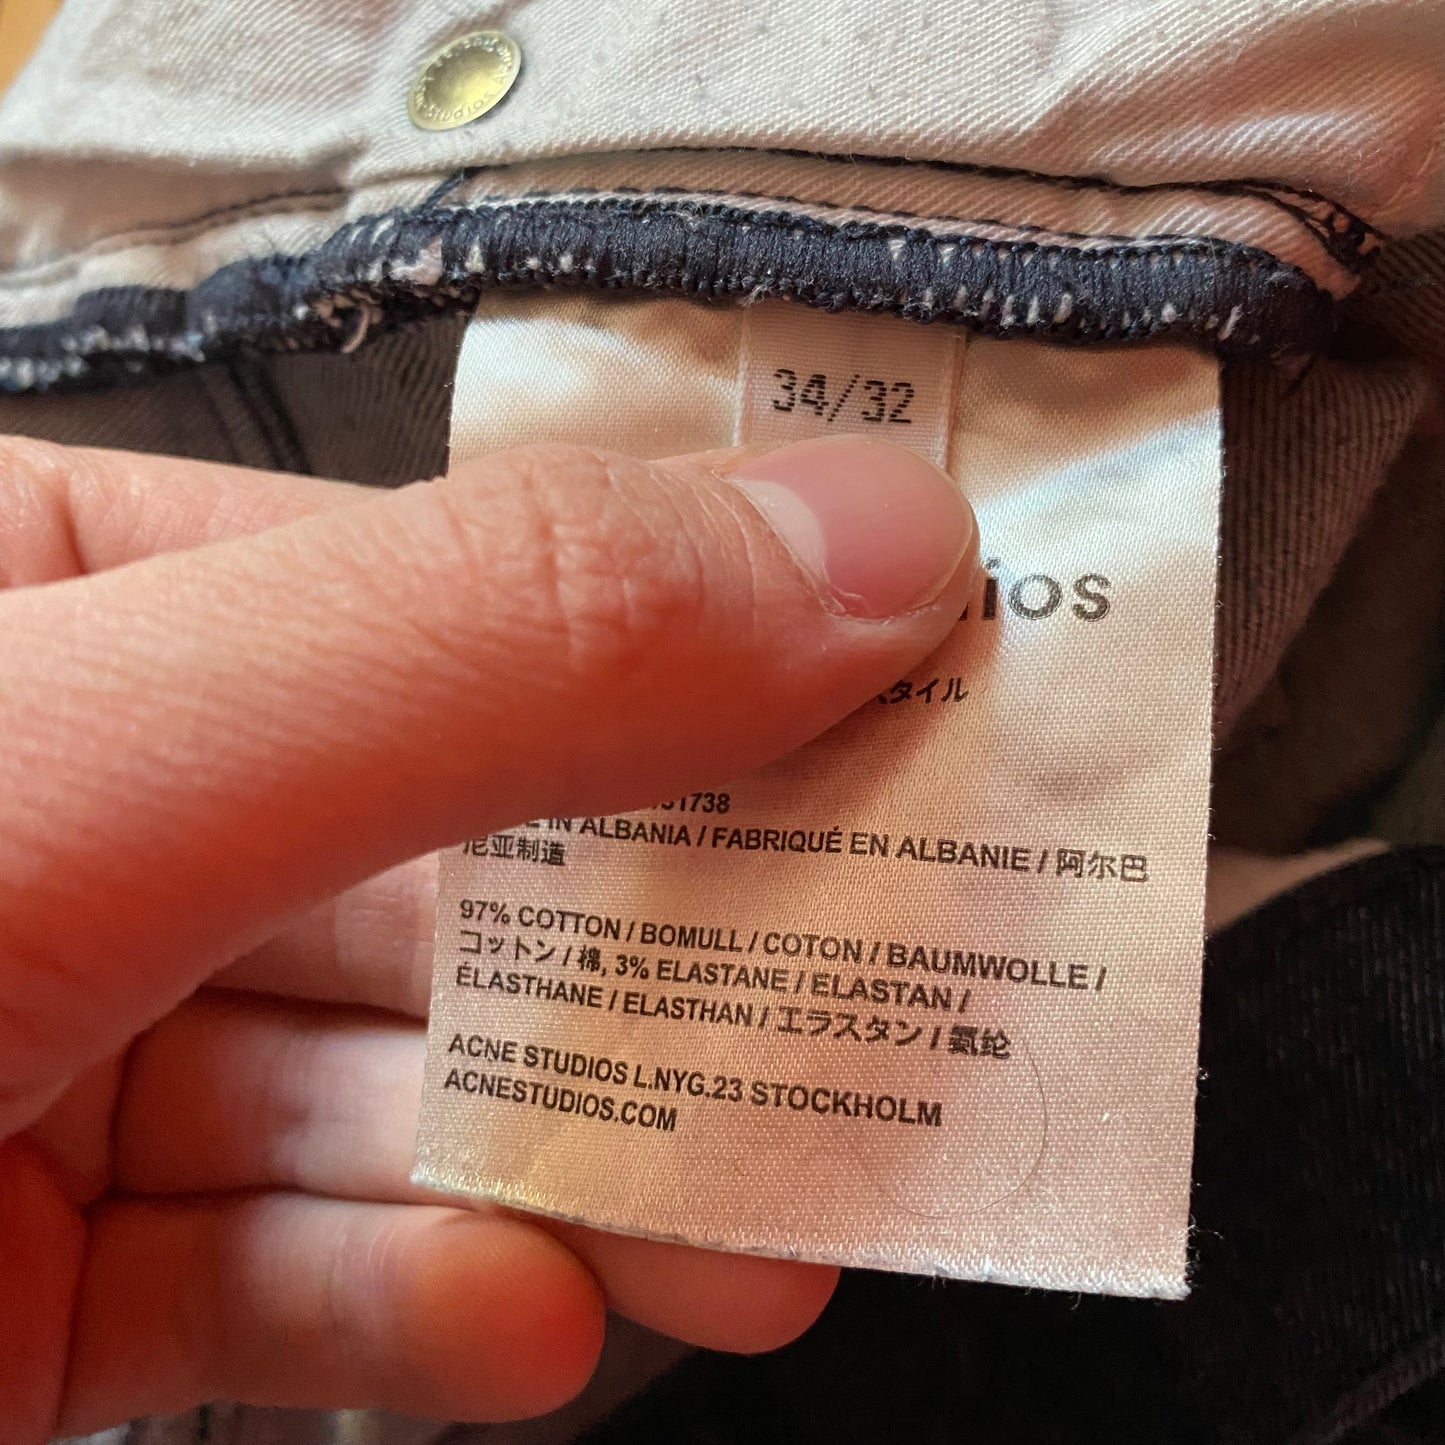 34/32
タイル
1738
IN ALBANIA / FABRIQUÉ EN ALBANIE / 阿尔巴
尼亚制造
97% COTTON / BOMULL / COTON / BAUMWOLLE /
コットン / 棉, 3% ELASTANE / ELASTAN /
ÉLASTHANE / ELASTHAN / エラスタン / 氨纶
ACNE STUDIOS L.NYG.23 STOCKHOLM
ACNESTUDIOS.COM